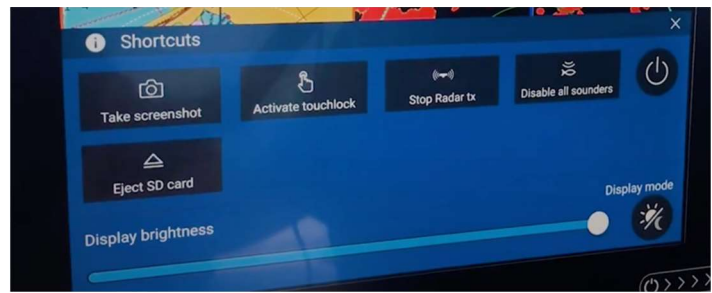 Shortcuts
Take screenshot
Activate touchlock
Stop Radar tx
Disable all sounders
Eject SD card
Display mode
Display brightness